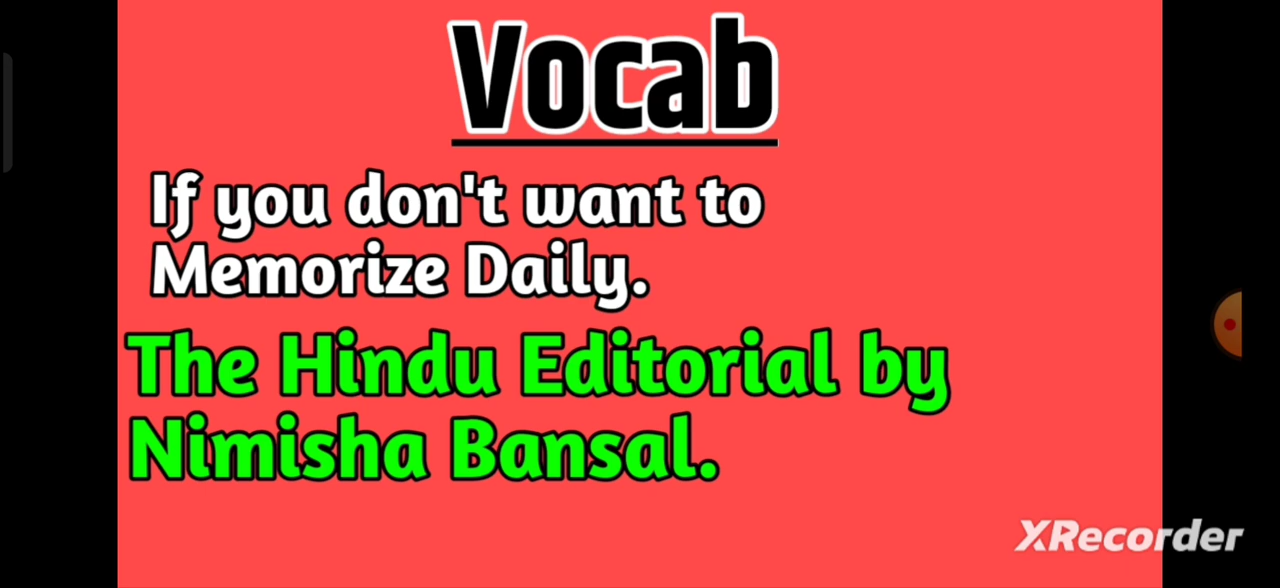 Vocab
If you don't want to
Memorize Daily.
The Hindu Editorial by
Nimisha Bansal.
XRecorder